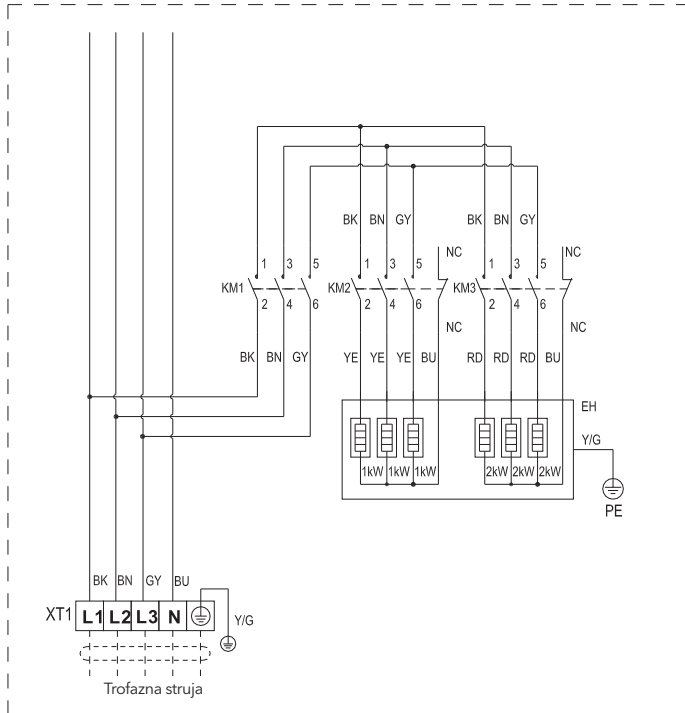 BK BN GY BK BN GY
NC NC
1 3 5 1 3 5 1 3 5
KM1 KM2 KM3
2 4 6 2 4 6 2 4 6
NC NC
BK BN GY YE YE YE BU RD RD RD BU
EH
Y/G
1kW 1kW 1kW 2kW 2kW 2kW
PE
BK BN GY BU
XT1 L1 L2 L3 N Y/G
Trofazna struja